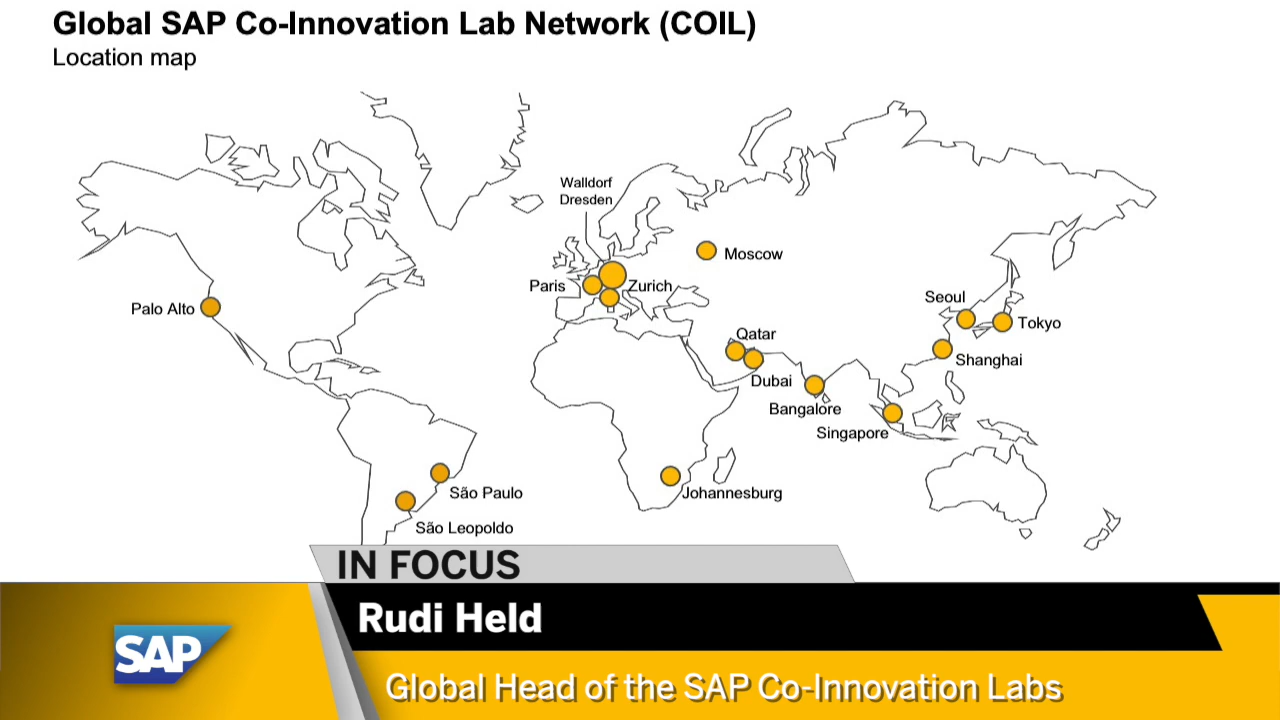 Global SAP Co-Innovation Lab Network (COIL)
Location map
Walldorf
Dresden
Moscow
Paris
Zurich
Palo Alto
Seoul
Tokyo
Qatar
Shanghai
Dubai
Bangalore
Singapore
São Paulo
Johannesburg
São Leopoldo
IN FOCUS
Rudi Held
SAP
Global Head of the SAP Co-Innovation Labs